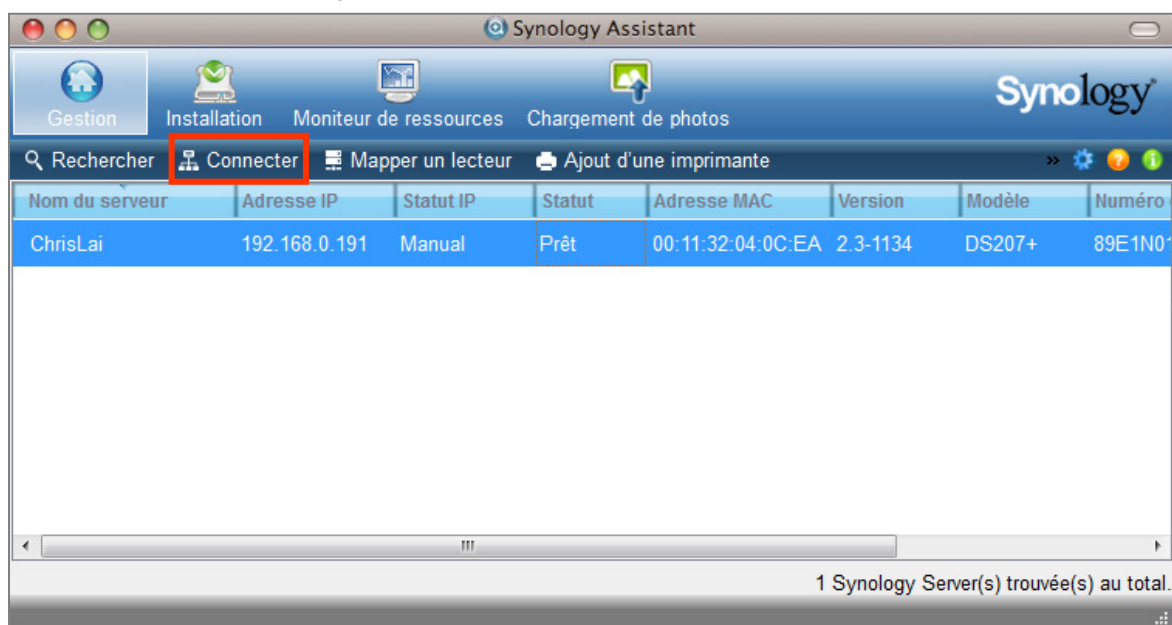 Synology Assistant
Gestion Installation Moniteur de ressources Chargement de photos Synology
Rechercher Connecter Mapper un lecteur Ajout d'une imprimante »
Nom du serveur Adresse IP Statut IP Statut Adresse MAC Version Modèle Numéro
ChrisLai 192.168.0.191 Manual Prêt 00:11:32:04:0C:EA 2.3-1134 DS207+ 89E1N01
1 Synology Server(s) trouvée(s) au total.